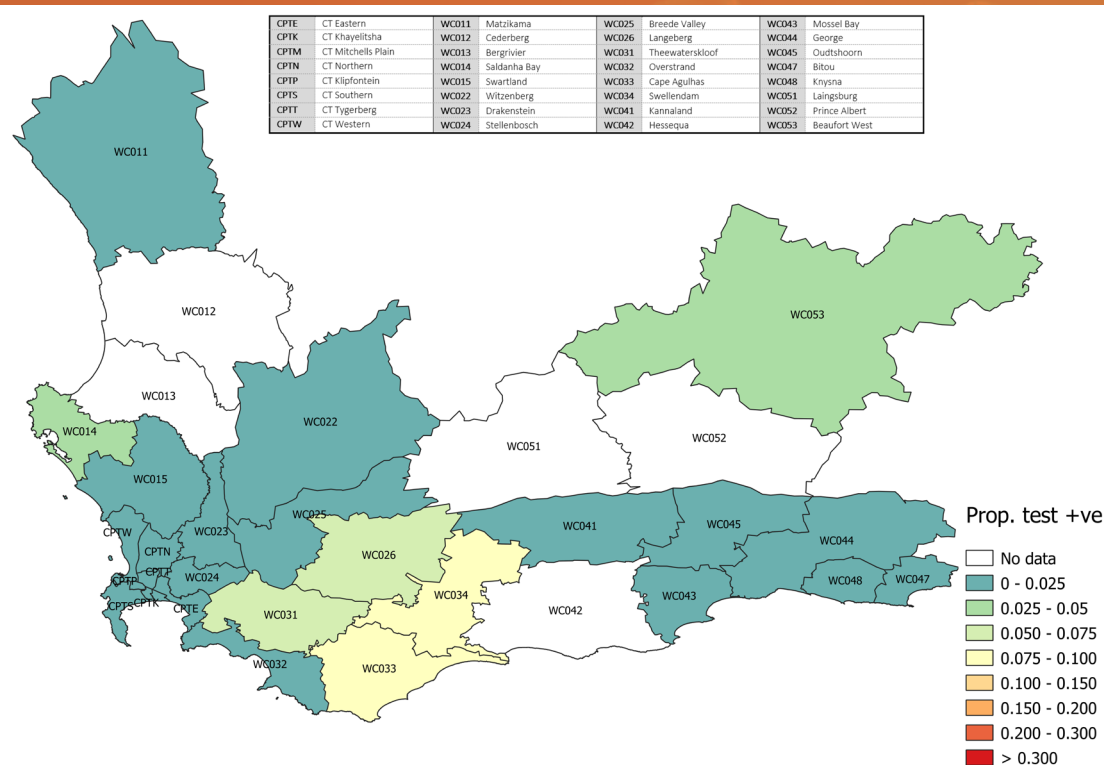 CPTE CT Eastern WC011 Matzikama WC025 Breede Valley WC043 Mossel Bay
CPTK CT Khayelitsha WC012 Cederberg WC026 Langeberg WC044 George
CPTM CT Mitchells Plain WC013 Bergrivier WC031 Theewaterskloof WC045 Oudtshoorn
CPTN CT Northern WC014 Saldanha Bay WC032 Overstrand WC047 Bitou
CPTP CT Klipfontein WC015 Swartland WC033 Cape Agulhas WC048 Knysna
CPTS CT Southern WC022 Witzenberg WC034 Swellendam WC051 Laingsburg
CPTT CT Tygerberg WC023 Drakenstein WC041 Kannaland WC052 Prince Albert
CPTW CT Western WC024 Stellenbosch WC042 Hessequa WC053 Beaufort West
WC011
WC012
WC053
WC013
WC014
WC022
WC052
WC051
WC015
WC025
CPTW
WC023
WC041
WC045
WC044
CPTN
WC026
CPTT
CPTP
WC024
WC048
WC047
WC034
WC043
CPTS
CPTK
CPTE
WC031
WC042
WC032
WC033
Prop. test +ve
No data
0 - 0.025
0.025 - 0.05
0.050 - 0.075
0.075 - 0.100
0.100 - 0.150
0.150 - 0.200
0.200 - 0.300
> 0.300